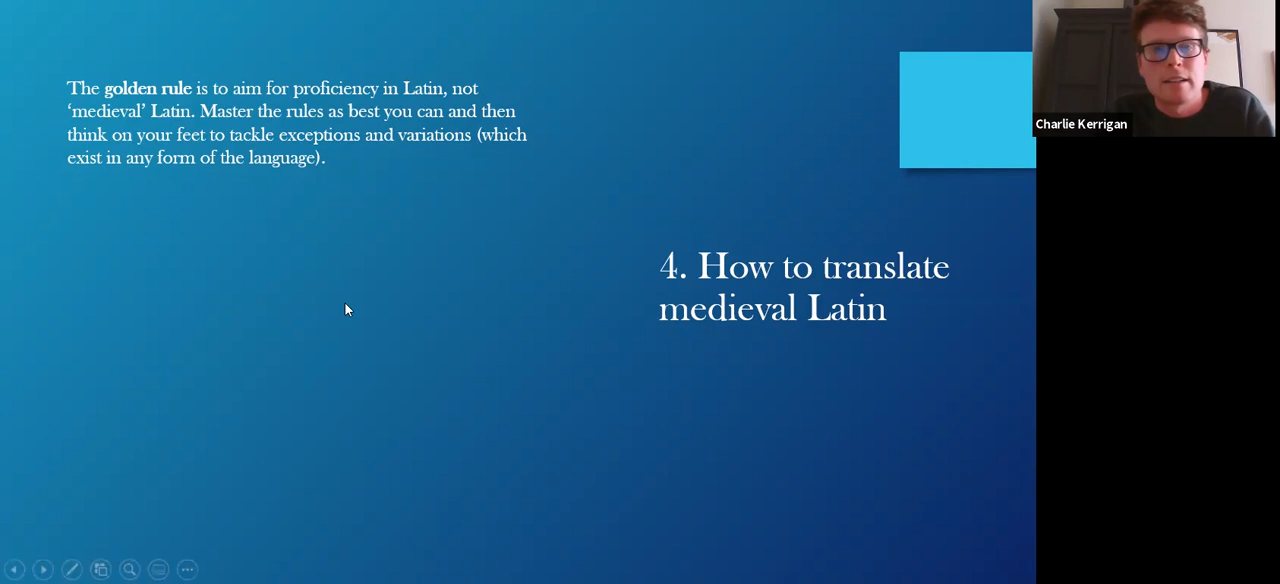 The golden rule is to aim for proficiency in Latin, not
‘medieval’ Latin. Master the rules as best you can and then
think on your feet to tackle exceptions and variations (which
exist in any form of the language).
Charlie Kerrigan
4. How to translate
medieval Latin